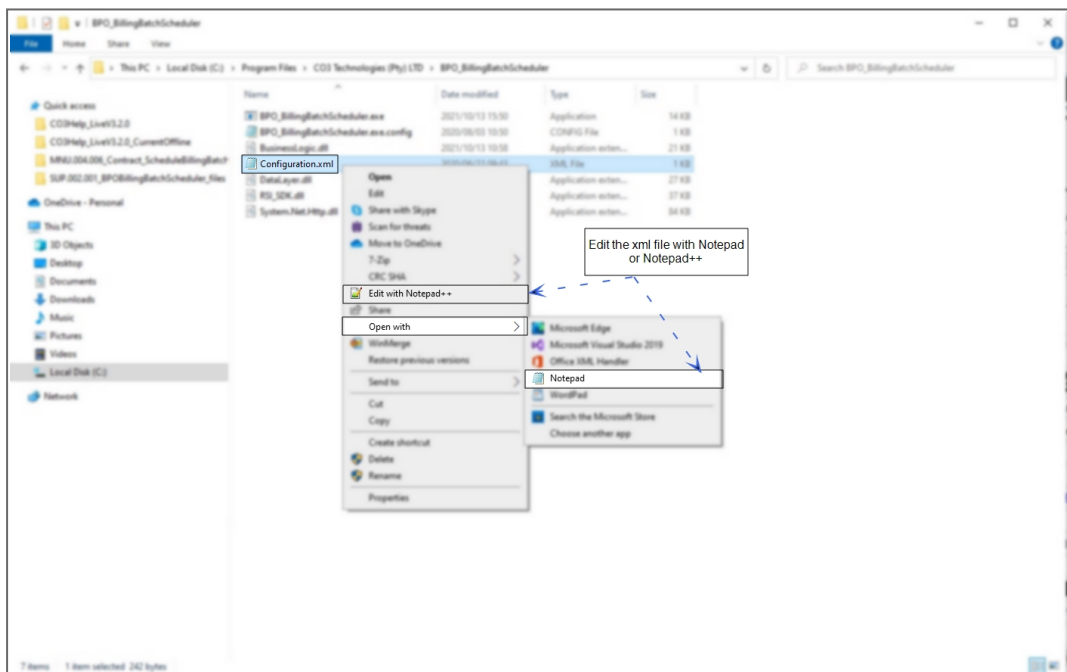 BPO_BillingBatchScheduler
File Home Share View
This PC > Local Disk (C:) > Program Files > CO3 Technologies (Pty) LTD > BPO_BillingBatchScheduler
Search BPO_BillingBatchScheduler
Name Date modified Type Size
Quick access
CO3Help_LiveV3.2.0
CO3Help_LiveV3.2.0_CurrentOffline
MNU.004.006_Contract_ScheduleBillingBatch
SUP.002.001_BPOBillingBatchScheduler_files
OneDrive - Personal
This PC
3D Objects
Desktop
Documents
Downloads
Music
Pictures
Videos
Local Disk (C:)
Network
BPO_BillingBatchScheduler.exe 2021/10/13 15:50 Application 14 KB
BPO_BillingBatchScheduler.exe.config 2020/08/03 10:50 CONFIG File 1 KB
BusinessLogic.dll 2021/10/13 10:58 Application exten... 21 KB
Configuration.xml XML File 1 KB
DataLayer.dll Application exten... 27 KB
RSI_SDK.dll Application exten... 37 KB
System.Net.Http.dll Application exten... 84 KB
Open
Edit
Share with Skype
Scan for threats
Move to OneDrive
7-Zip
CRC SHA
Edit with Notepad++
Share
Open with
WinMerge
Restore previous versions
Send to
Cut
Copy
Create shortcut
Delete
Rename
Properties
Edit the xml file with Notepad
or Notepad++
Microsoft Edge
Microsoft Visual Studio 2019
Office XML Handler
Notepad
WordPad
Search the Microsoft Store
Choose another app
7 items 1 item selected 242 bytes